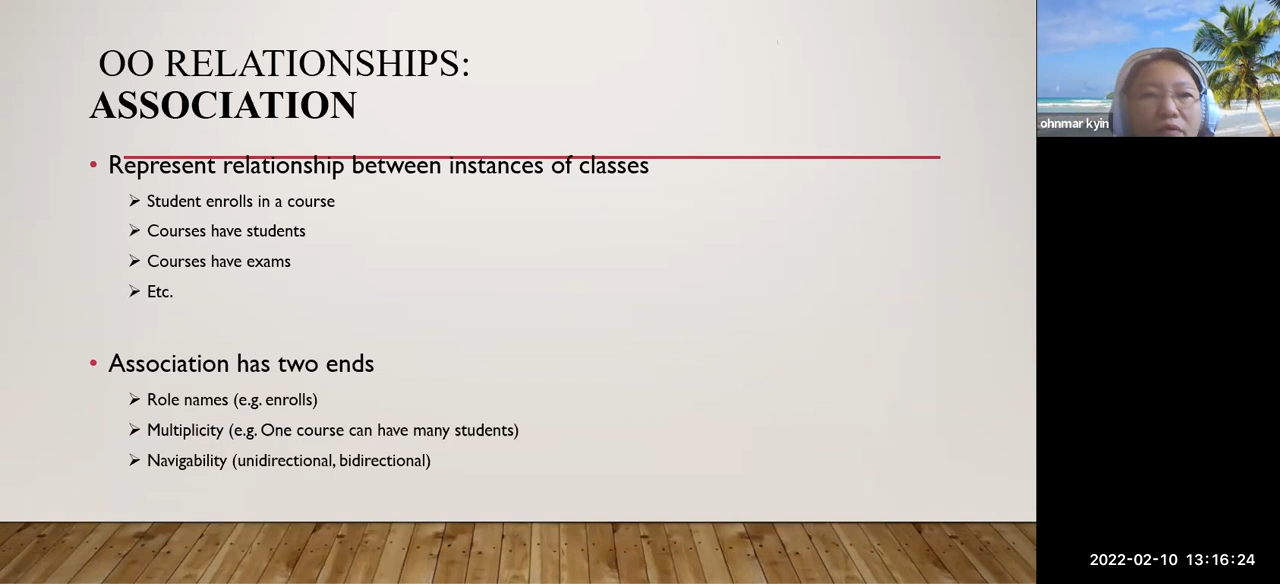 OO RELATIONSHIPS:
ASSOCIATION
• Represent relationship between instances of classes
➢ Student enrolls in a course
➢ Courses have students
➢ Courses have exams
➢ Etc.
• Association has two ends
➢ Role names (e.g. enrolls)
➢ Multiplicity (e.g. One course can have many students)
➢ Navigability (unidirectional, bidirectional)
ohnmar kyin
2022-02-10 13:16:24